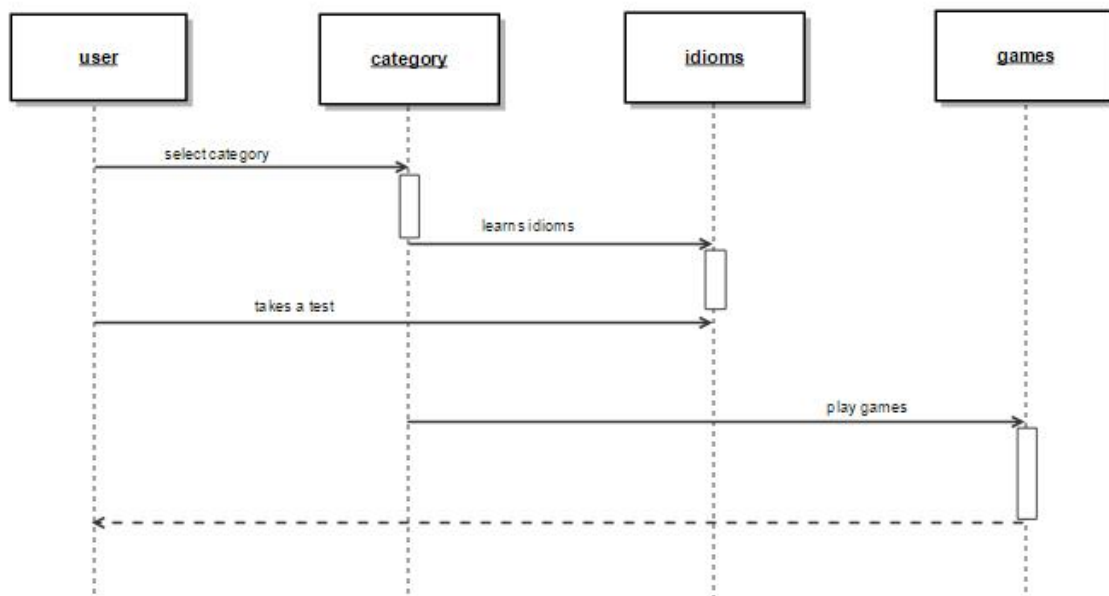 user
category
idioms
games
select category
learns idioms
takes a test
play games